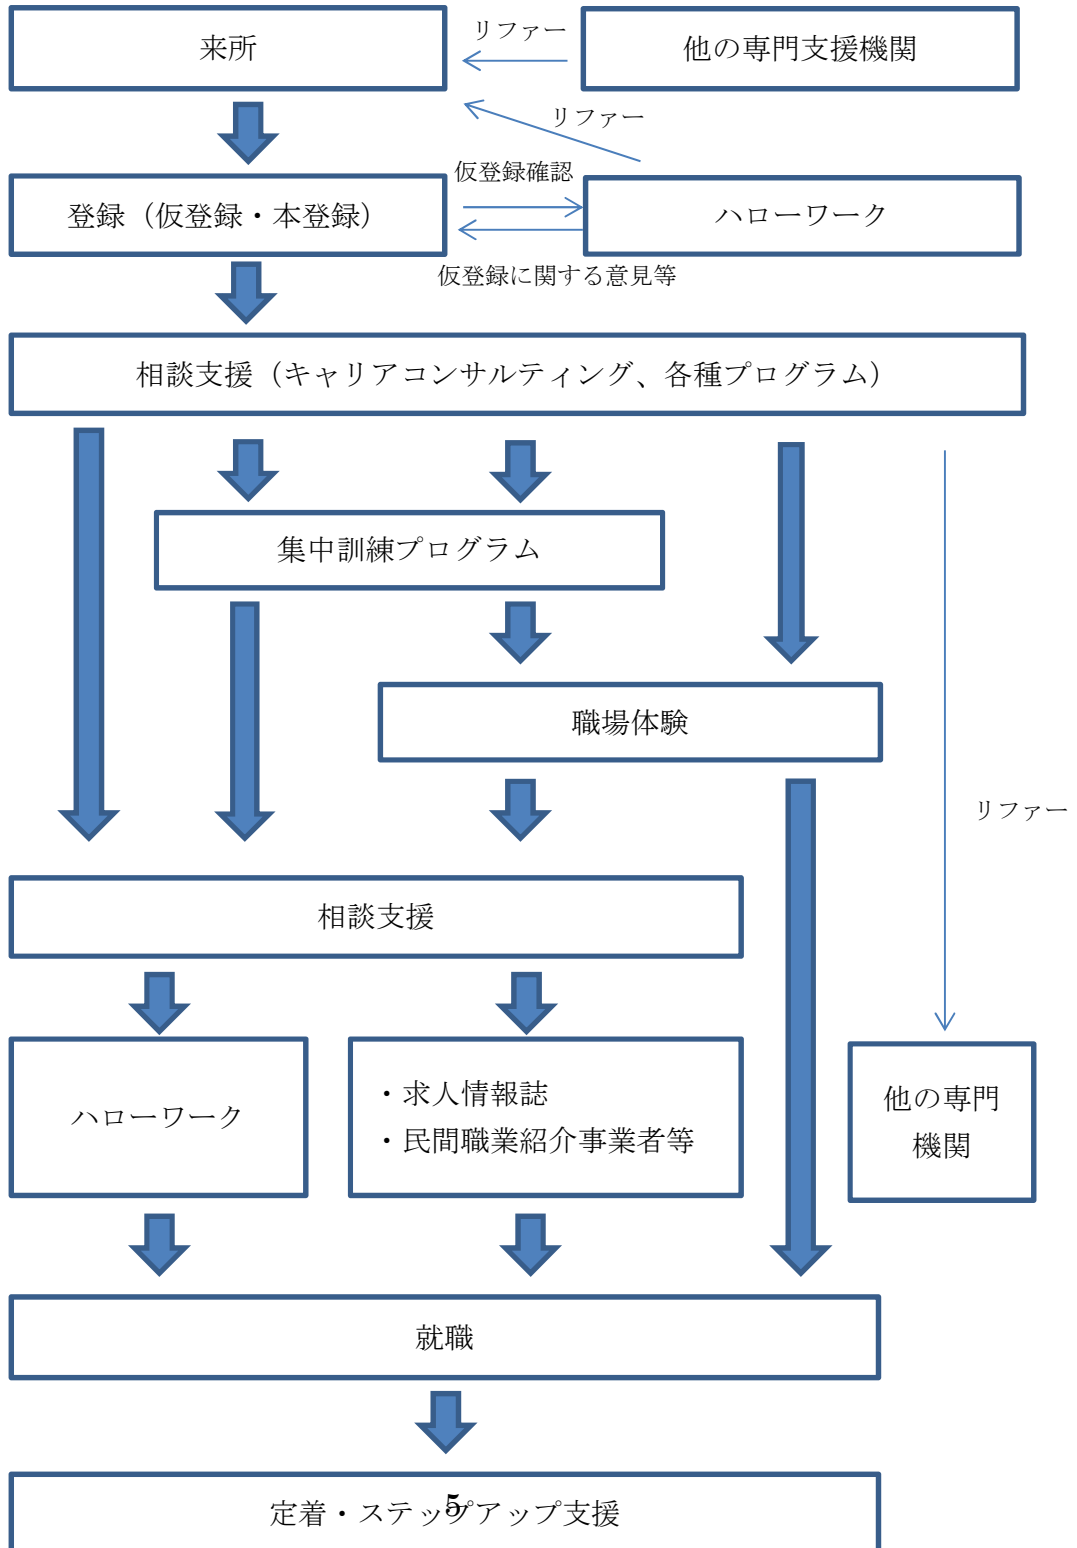 来所
リファー
他の専門支援機関
リファー
仮登録確認
登録（仮登録・本登録）
ハローワーク
仮登録に関する意見等
相談支援（キャリアコンサルティング、各種プログラム）
集中訓練プログラム
職場体験
リファー
相談支援
ハローワーク
・求人情報誌
・民間職業紹介事業者等
他の専門
機関
就職
定着・ステップアップ支援
5